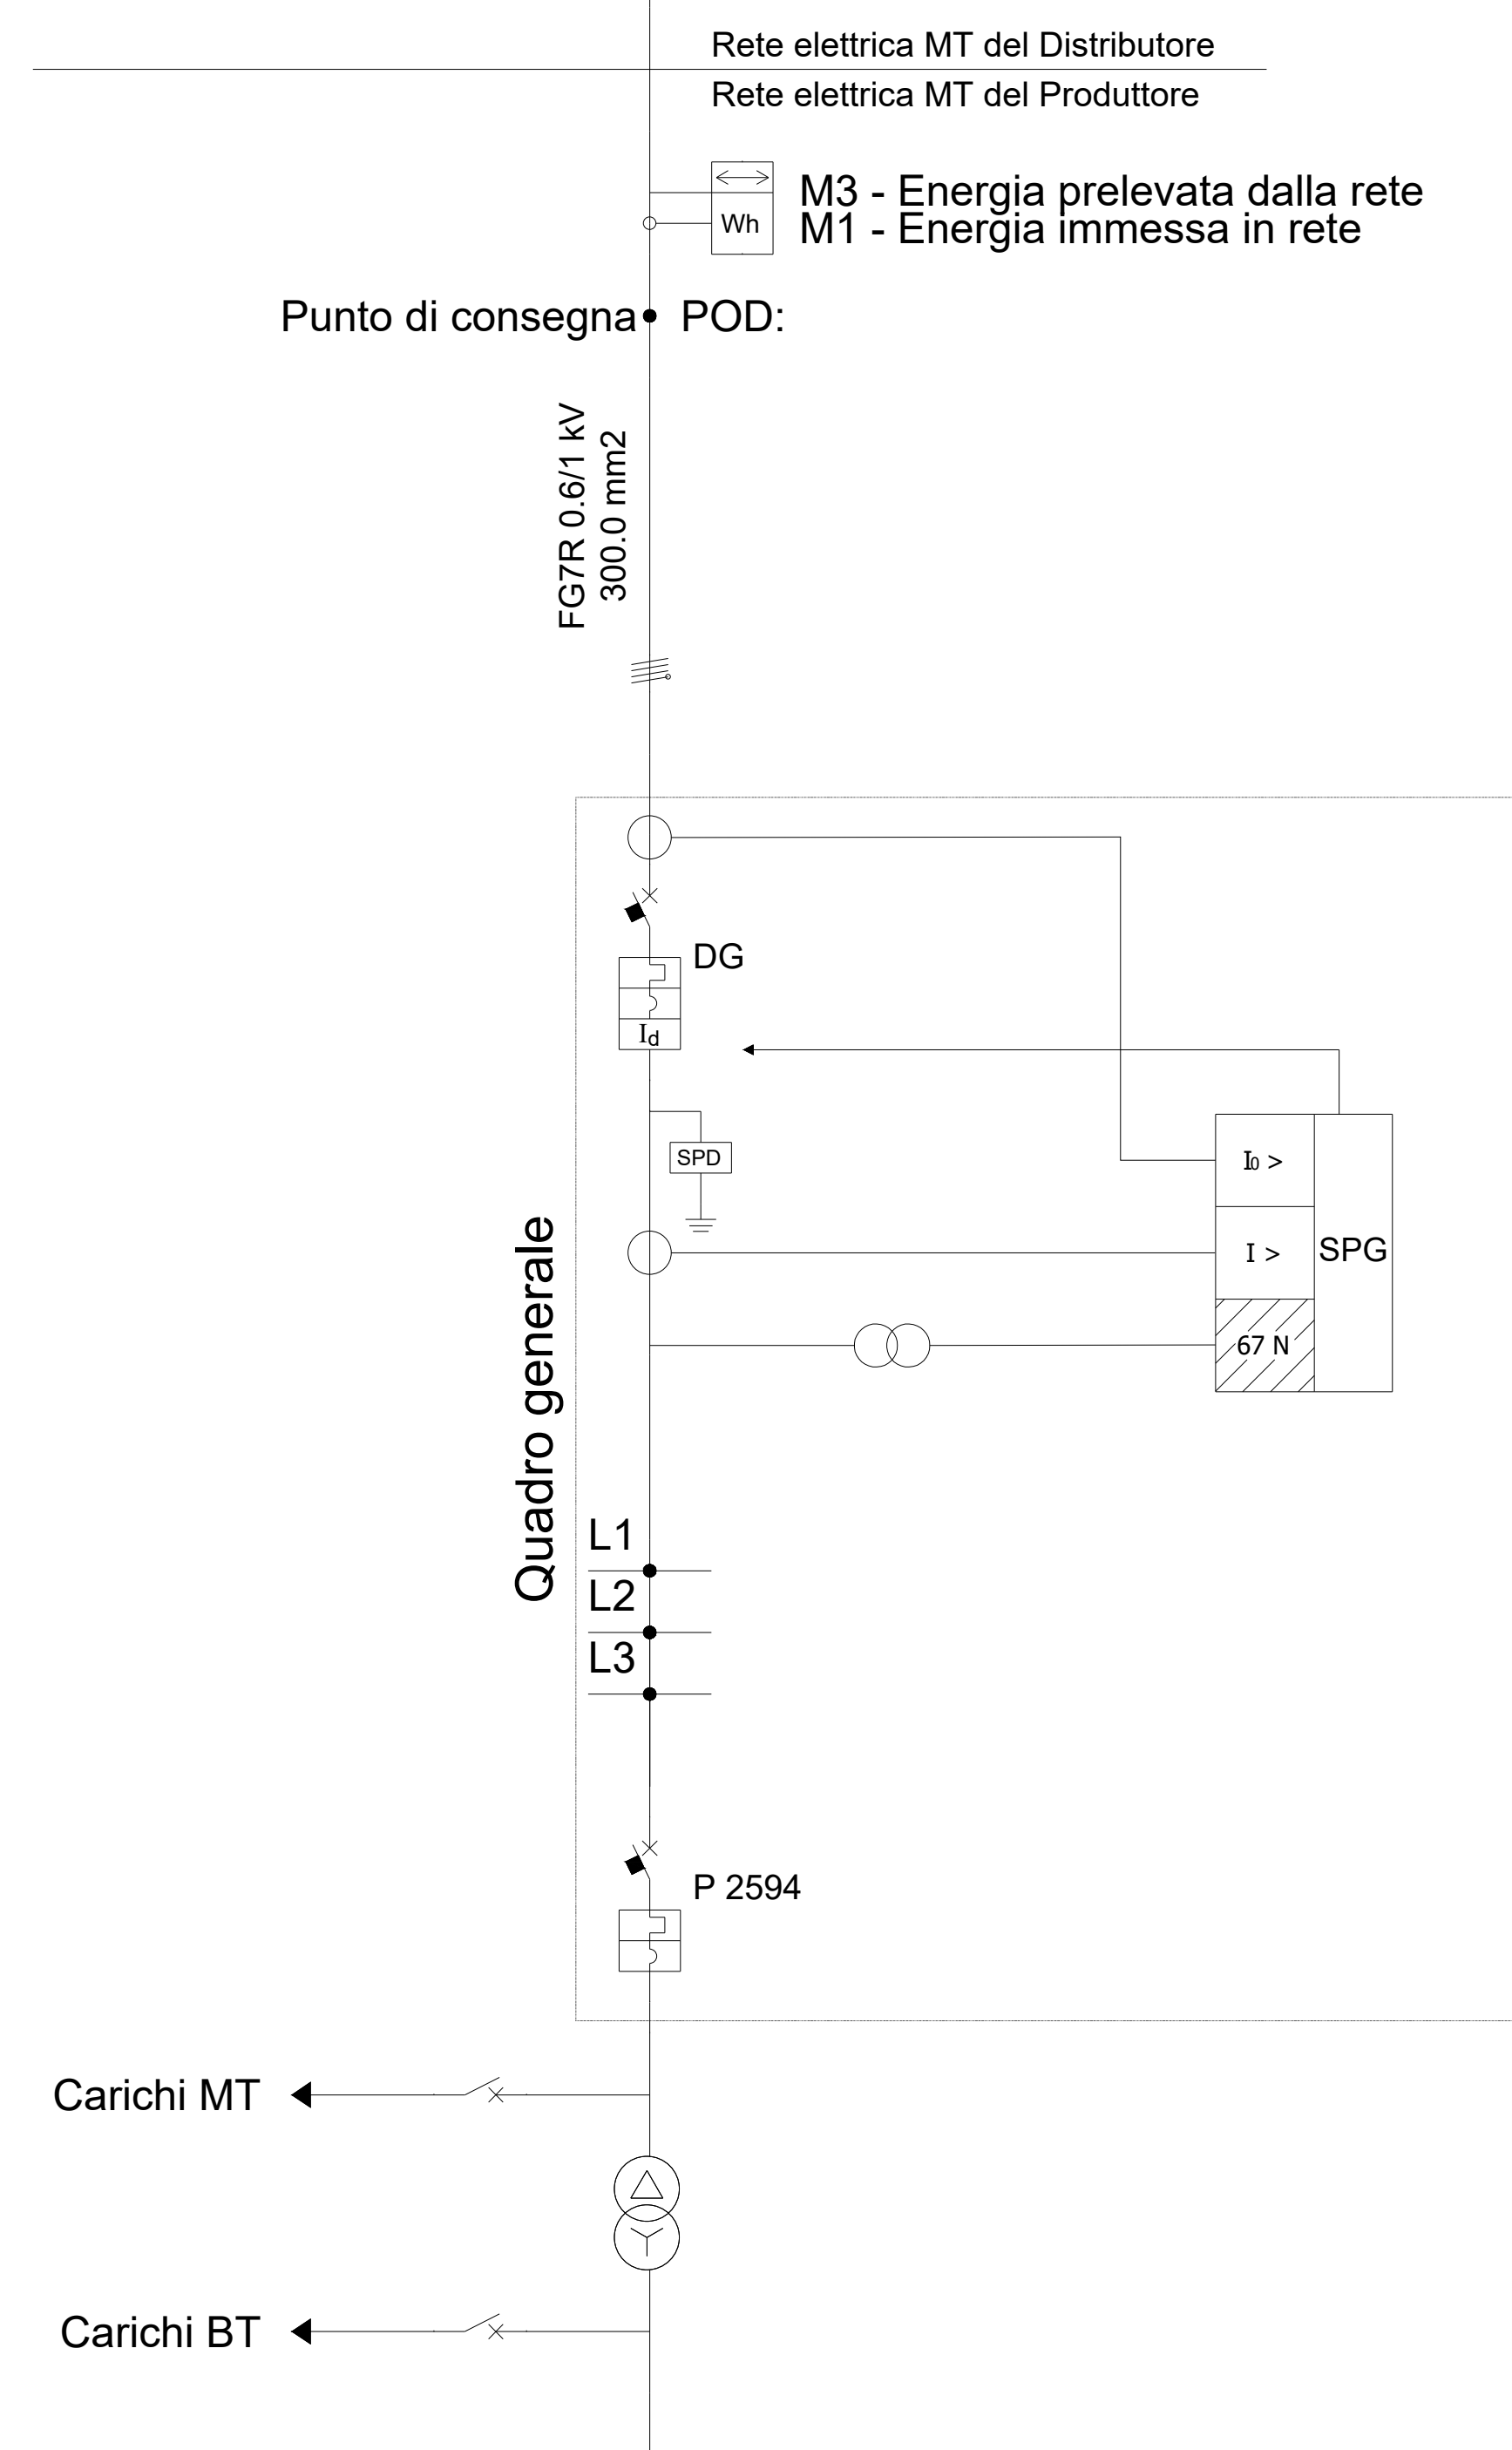 Rete elettrica MT del Distributore
Rete elettrica MT del Produttore
M3 - Energia prelevata dalla rete
Wh
M1 - Energia immessa in rete
Punto di consegna
POD:
FG7R 0.6/1 kV
300.0 mm2
DG
Id
SPD
I0 >
I >
SPG
67 N
Quadro generale
L1
L2
L3
P 2594
Carichi MT
Carichi BT